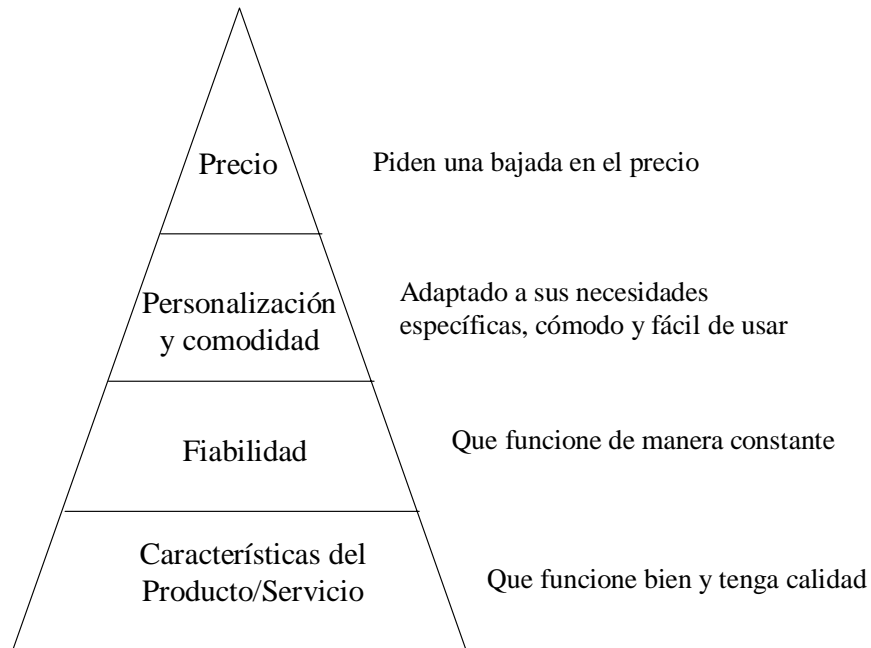 Precio
Piden una bajada en el precio
Personalización
y comodidad
Adaptado a sus necesidades
específicas, cómodo y fácil de usar
Fiabilidad
Que funcione de manera constante
Características del
Producto/Servicio
Que funcione bien y tenga calidad